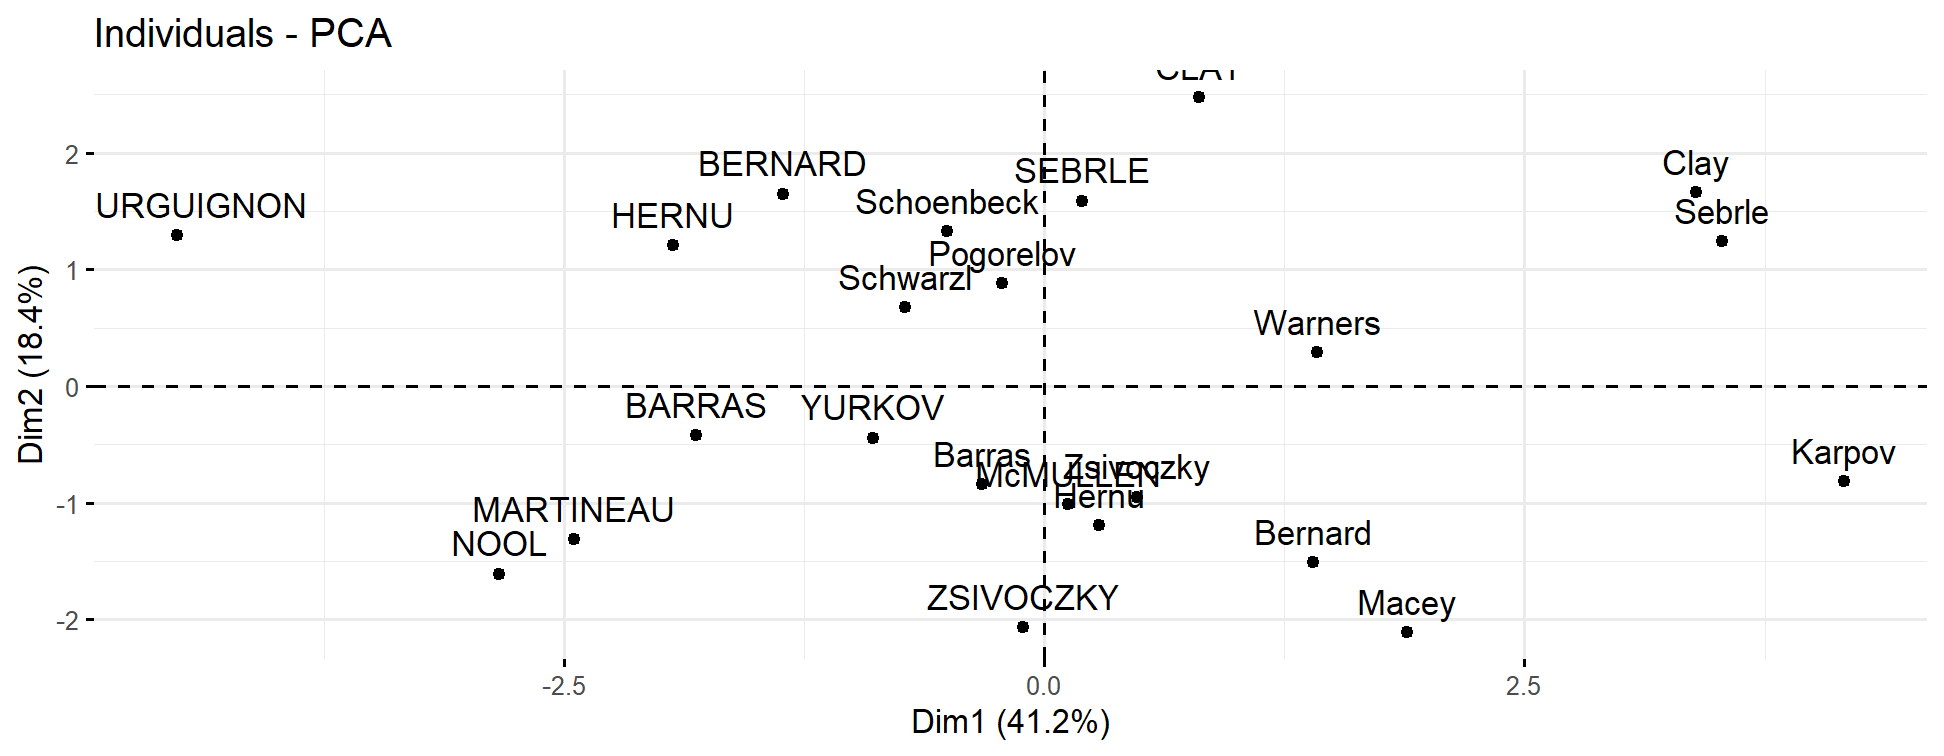 Individuals - PCA
CLAY
BERNARD
SEBRLE
Clay
URGUIGNON
HERNU
Schoenbeck
Sebrle
Pogorelov
Schwarzl
Warners
BARRAS
YURKOV
Barras
McMULLEN
Zsivoczky
Karpov
Hernu
MARTINEAU
NOOL
Bernard
ZSIVOCZKY
Macey
2
1
0
-1
-2
Dim2 (18.4%)
-2.5
0.0
2.5
Dim1 (41.2%)